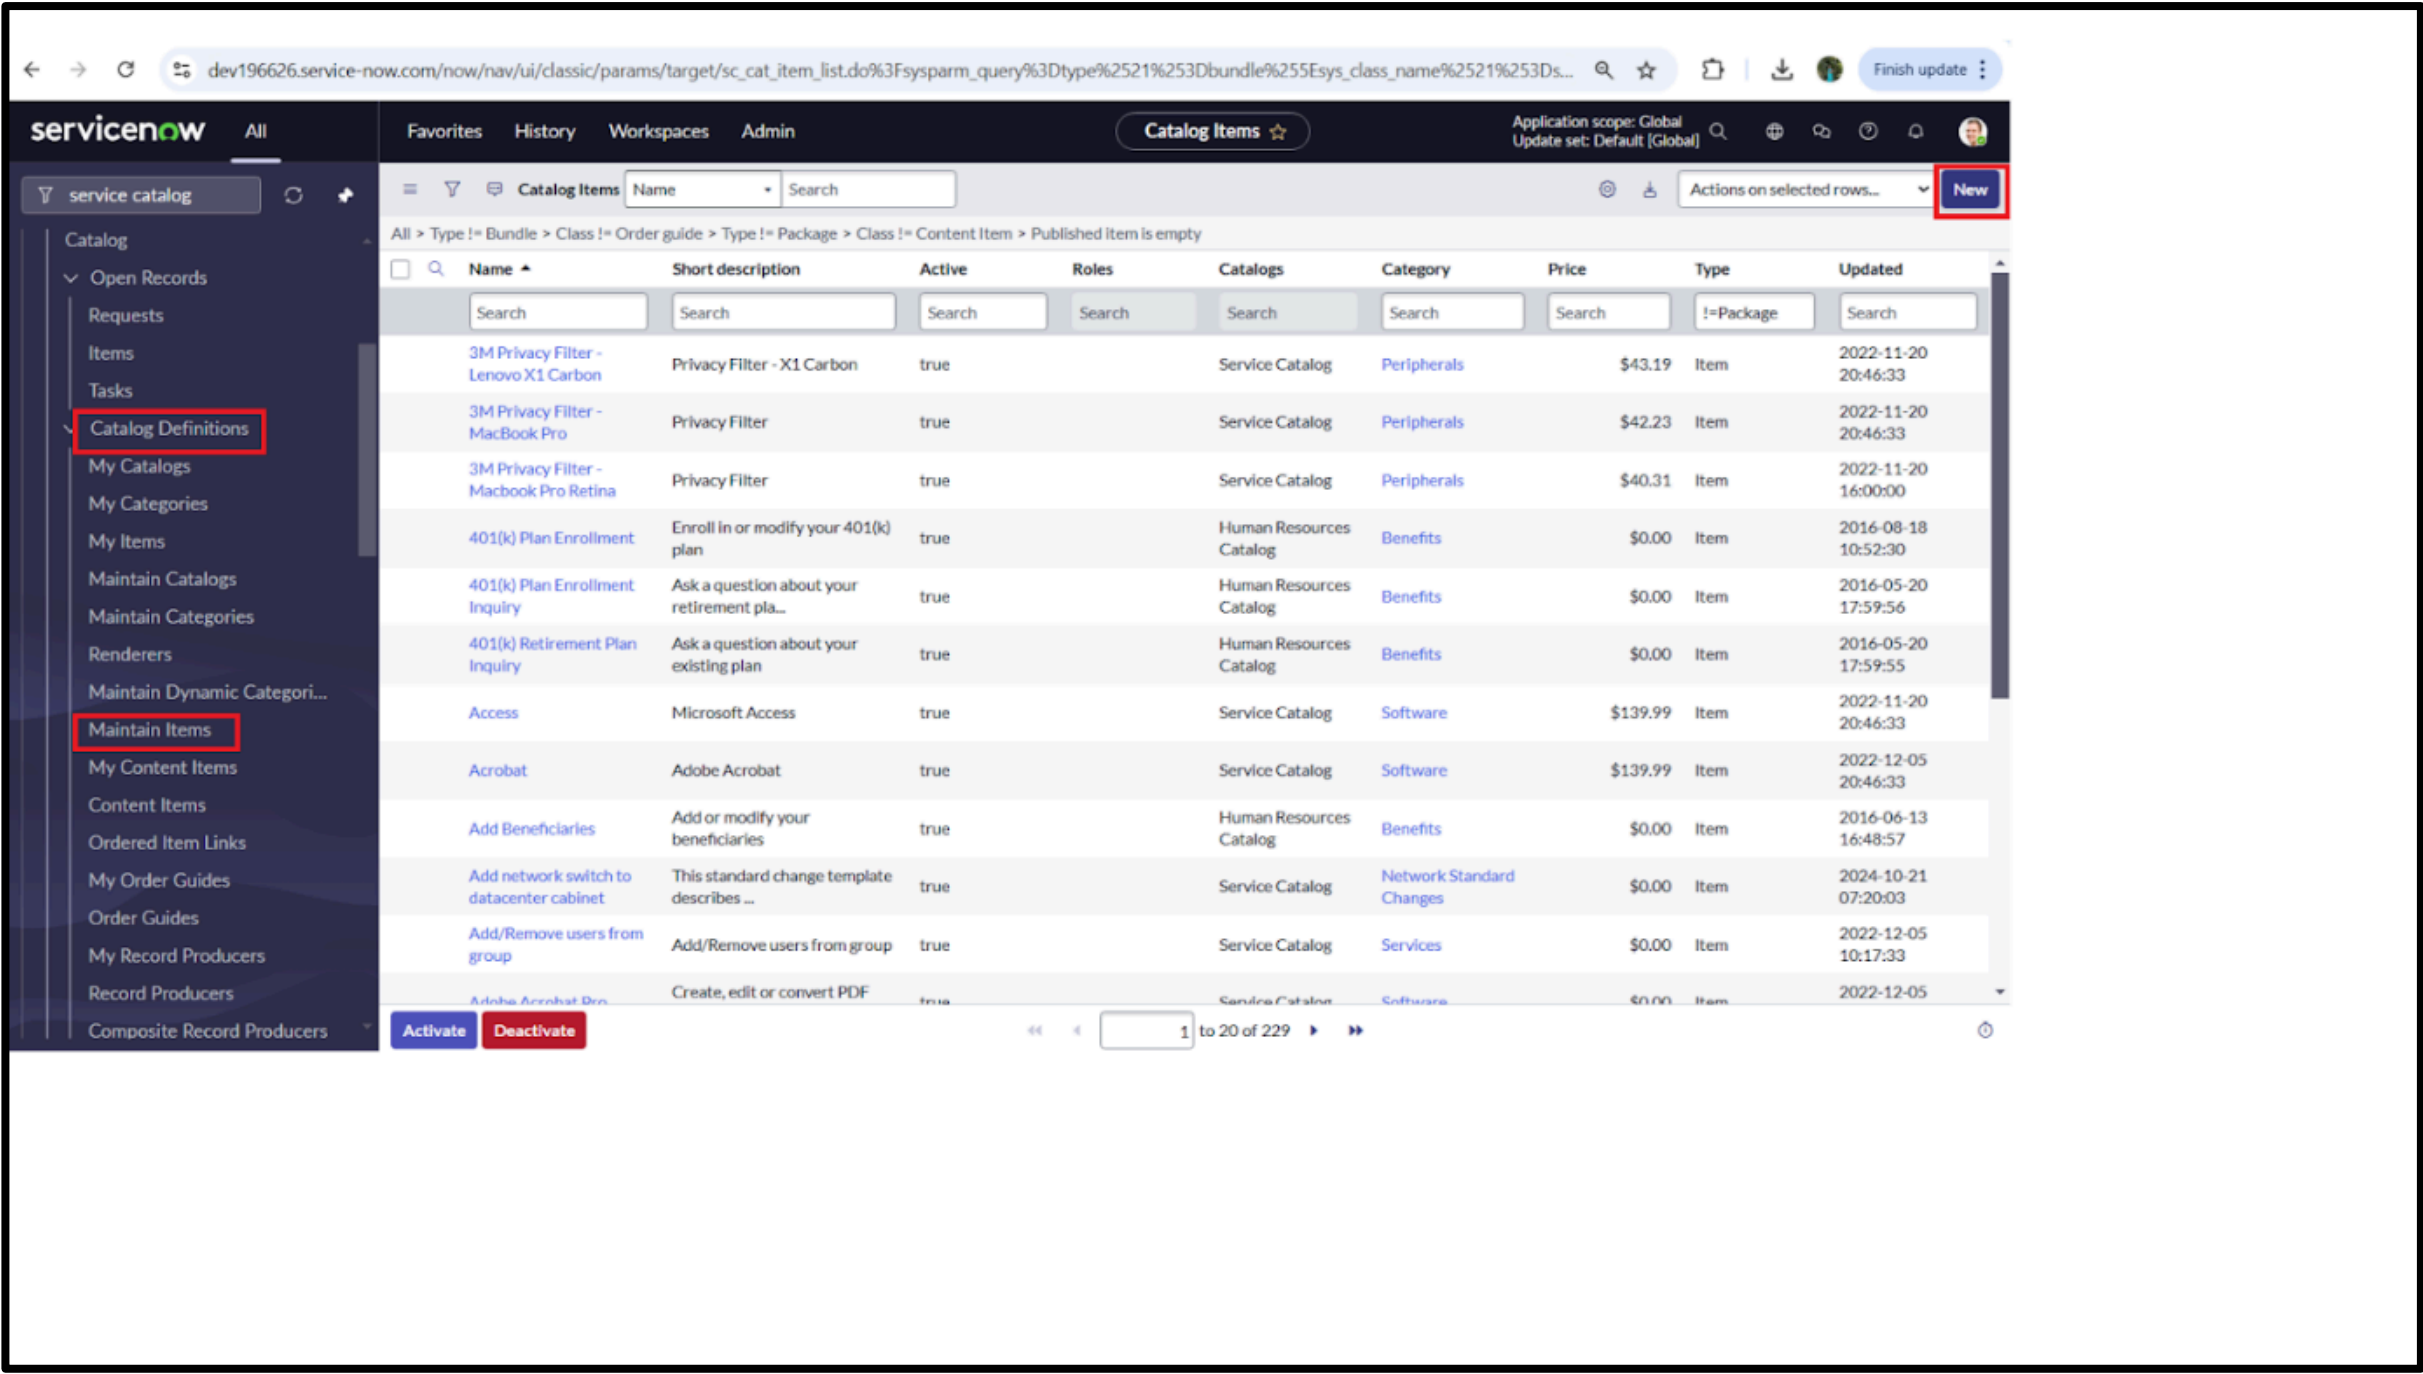 dev196626.service-now.com/now/nav/ui/classic/params/target/sc_cat_item_list.do%3Fsysparm_query%3Dtype%2521%253Dbundle%255Esys_class_name%2521%253Ds...
Finish update
servicenow
All
Favorites
History
Workspaces
Admin
Catalog Items
Application scope: Global
Update set: Default [Global]
service catalog
Catalog
Open Records
Requests
Items
Tasks
Catalog Definitions
My Catalogs
My Categories
My Items
Maintain Catalogs
Maintain Categories
Renderers
Maintain Dynamic Categori...
Maintain Items
My Content Items
Content Items
Ordered Item Links
My Order Guides
Order Guides
My Record Producers
Record Producers
Composite Record Producers
Catalog Items Name Search Actions on selected rows... New
All > Type != Bundle > Class != Order guide > Type != Package > Class != Content Item > Published item is empty
Name Short description Active Roles Catalogs Category Price Type Updated
Search Search Search Search Search Search Search !=Package Search
3M Privacy Filter - Lenovo X1 Carbon Privacy Filter - X1 Carbon true Service Catalog Peripherals $43.19 Item 2022-11-20 20:46:33
3M Privacy Filter - MacBook Pro Privacy Filter true Service Catalog Peripherals $42.23 Item 2022-11-20 20:46:33
3M Privacy Filter - Macbook Pro Retina Privacy Filter true Service Catalog Peripherals $40.31 Item 2022-11-20 16:00:00
401(k) Plan Enrollment Enroll in or modify your 401(k) plan true Human Resources Catalog Benefits $0.00 Item 2016-08-18 10:52:30
401(k) Plan Enrollment Inquiry Ask a question about your retirement pla... true Human Resources Catalog Benefits $0.00 Item 2016-05-20 17:59:56
401(k) Retirement Plan Inquiry Ask a question about your existing plan true Human Resources Catalog Benefits $0.00 Item 2016-05-20 17:59:55
Access Microsoft Access true Service Catalog Software $139.99 Item 2022-11-20 20:46:33
Acrobat Adobe Acrobat true Service Catalog Software $139.99 Item 2022-12-05 20:46:33
Add Beneficiaries Add or modify your beneficiaries true Human Resources Catalog Benefits $0.00 Item 2016-06-13 16:48:57
Add network switch to datacenter cabinet This standard change template describes ... true Service Catalog Network Standard Changes $0.00 Item 2024-10-21 07:20:03
Add/Remove users from group Add/Remove users from group true Service Catalog Services $0.00 Item 2022-12-05 10:17:33
Adobe Acrobat Pro Create, edit or convert PDF true Service Catalog Software $0.00 Item 2022-12-05
Activate Deactivate 1 to 20 of 229